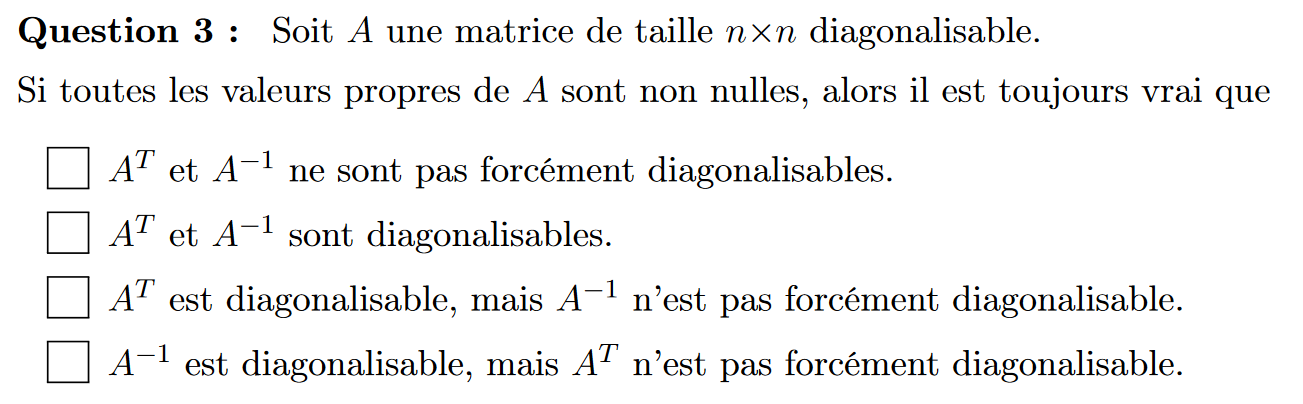 Question 3 : Soit A une matrice de taille n×n diagonalisable.
Si toutes les valeurs propres de A sont non nulles, alors il est toujours vrai que
A^T et A^{-1} ne sont pas forcément diagonalisables.
A^T et A^{-1} sont diagonalisables.
A^T est diagonalisable, mais A^{-1} n'est pas forcément diagonalisable.
A^{-1} est diagonalisable, mais A^T n'est pas forcément diagonalisable.